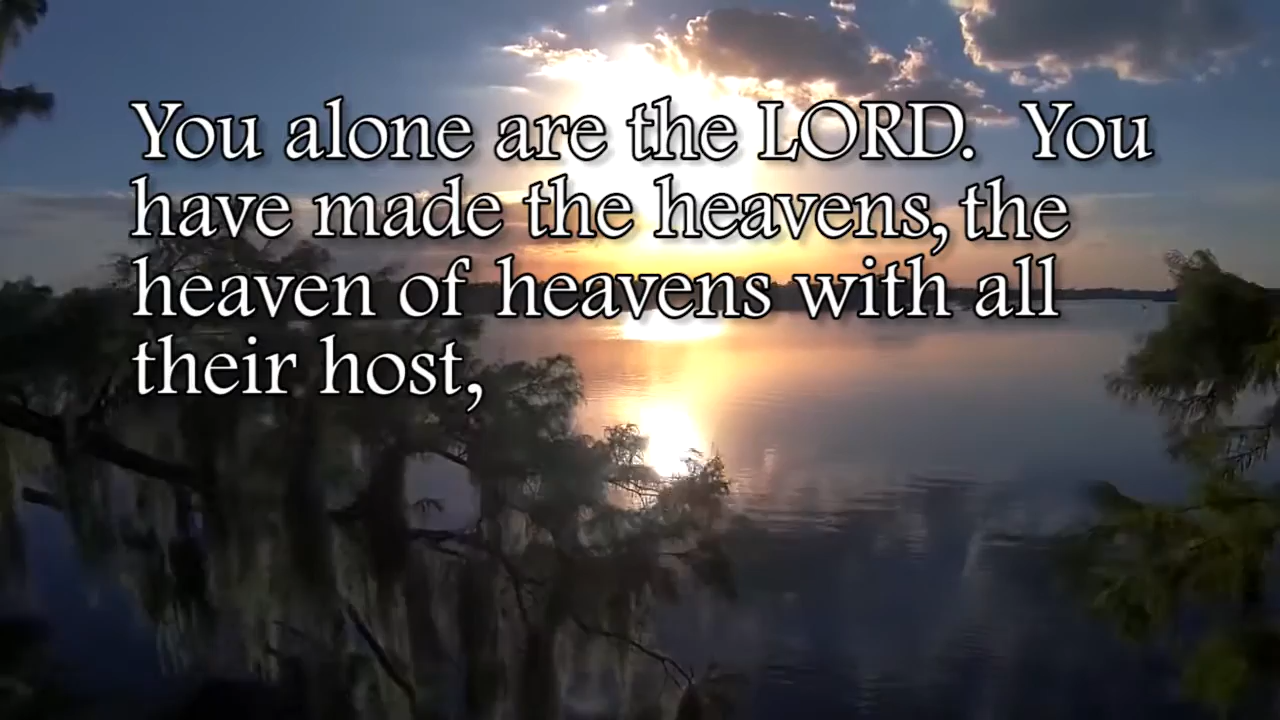 You alone are the LORD. You
have made the heavens, the
heaven of heavens with all
their host,